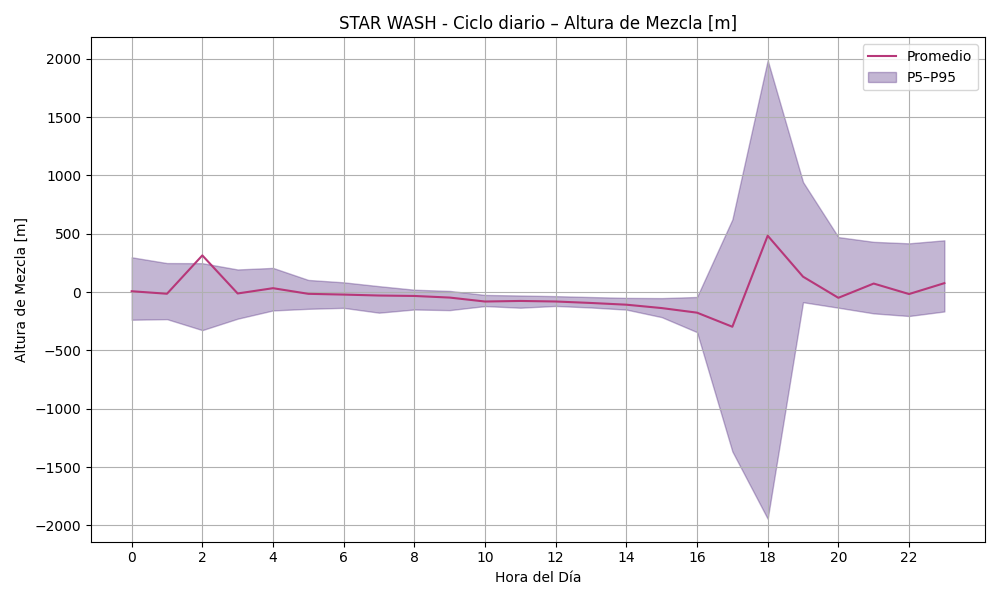 STAR WASH - Ciclo diario – Altura de Mezcla [m]
Promedio
P5–P95
Altura de Mezcla [m]
2000
1500
1000
500
0
−500
−1000
−1500
−2000
0 2 4 6 8 10 12 14 16 18 20 22
Hora del Día